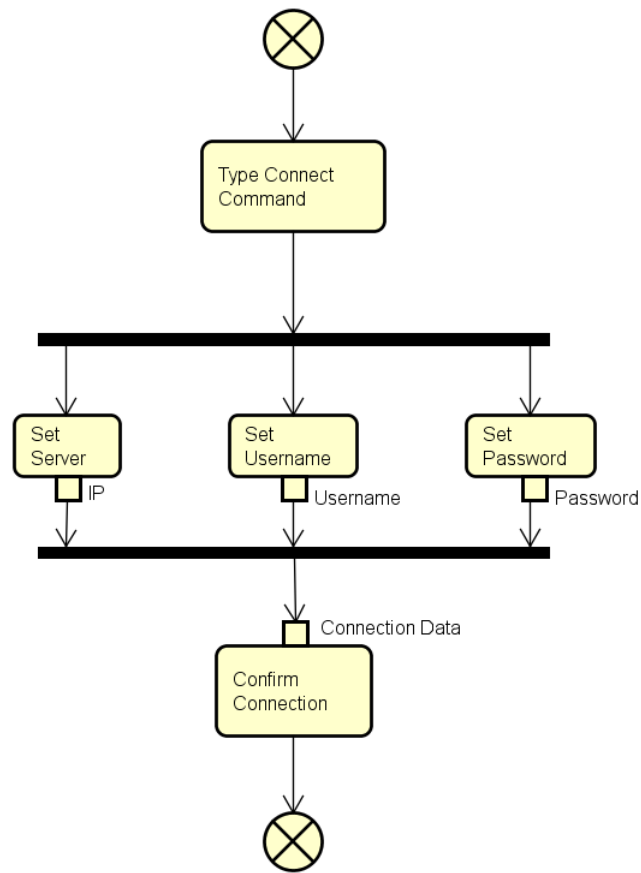 Type Connect
Command
Set
Server
Set
Username
Set
Password
IP
Username
Password
Connection Data
Confirm
Connection